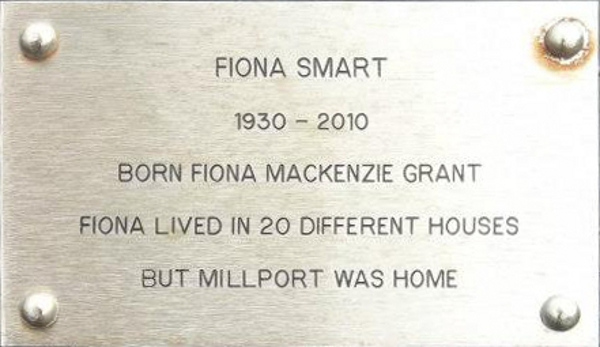 FIONA SMART
1930 – 2010
BORN FIONA MACKENZIE GRANT
FIONA LIVED IN 20 DIFFERENT HOUSES
BUT MILLPORT WAS HOME